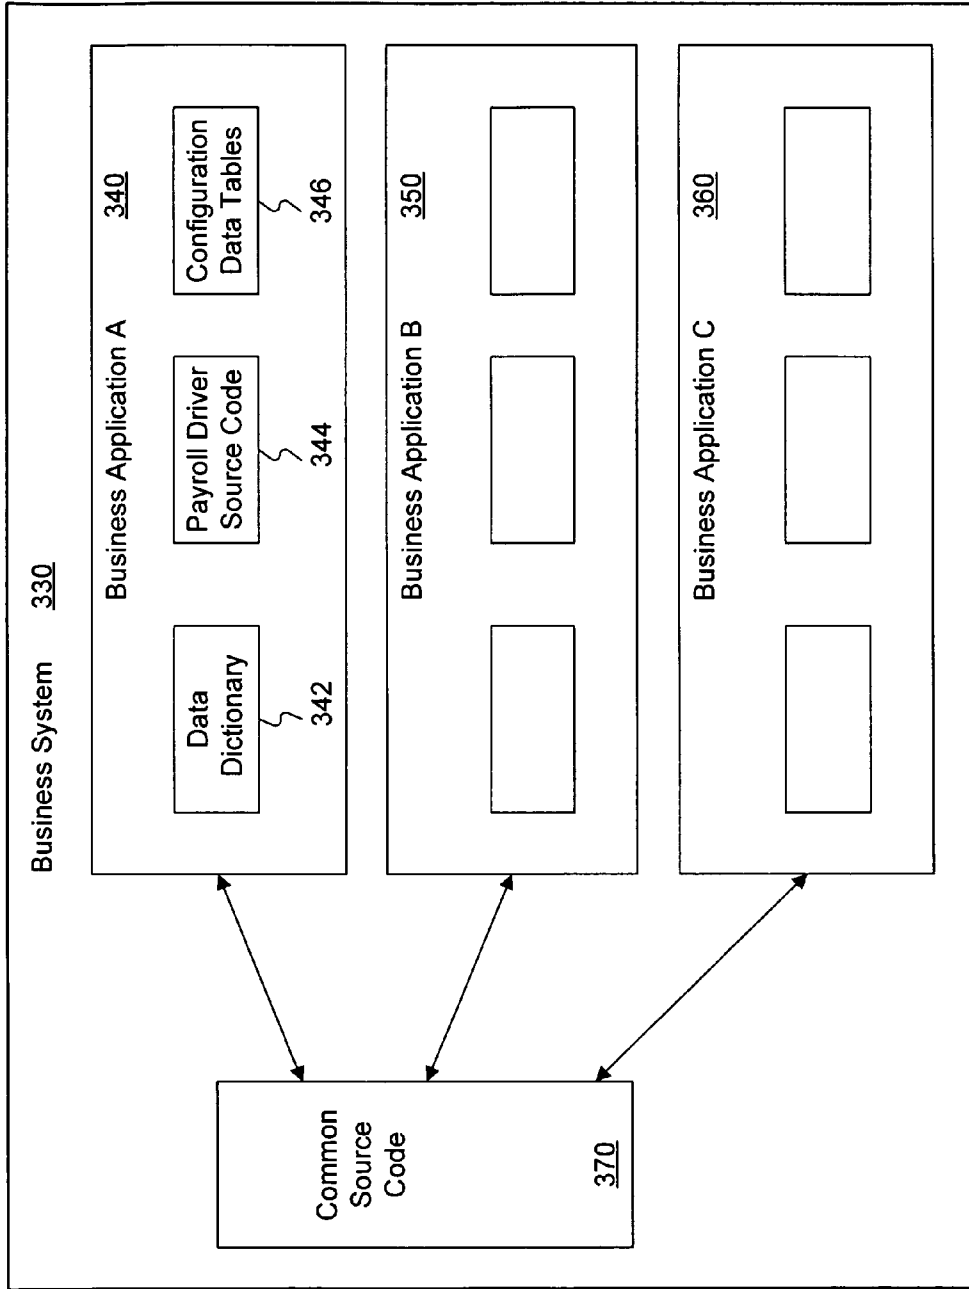 Business System 330
Business Application A 340
Data
Dictionary
342
Payroll Driver
Source Code
344
Configuration
Data Tables
346
Business Application B 350
Business Application C 360
Common
Source
Code
370